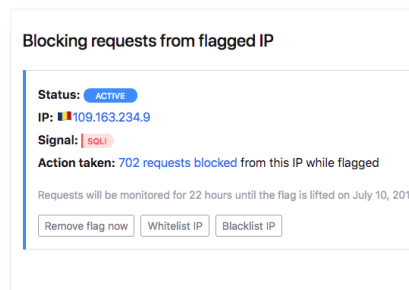 Blocking requests from flagged IP
Status: ACTIVE
IP: 109.163.234.9
Signal: SQLI
Action taken: 702 requests blocked from this IP while flagged
Requests will be monitored for 22 hours until the flag is lifted on July 10, 201
Remove flag now Whitelist IP Blacklist IP